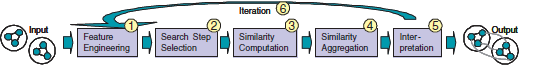 Iteration 6
Input
1
Feature
Engineering
2
Search Step
Selection
3
Similarity
Computation
4
Similarity
Aggregation
5
Inter-
pretation
Output